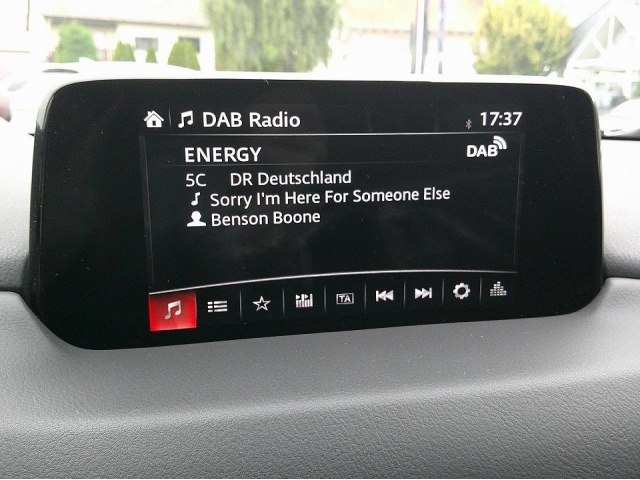 DAB Radio 17:37
ENERGY DAB
5C DR Deutschland
Sorry I'm Here For Someone Else
Benson Boone
TA